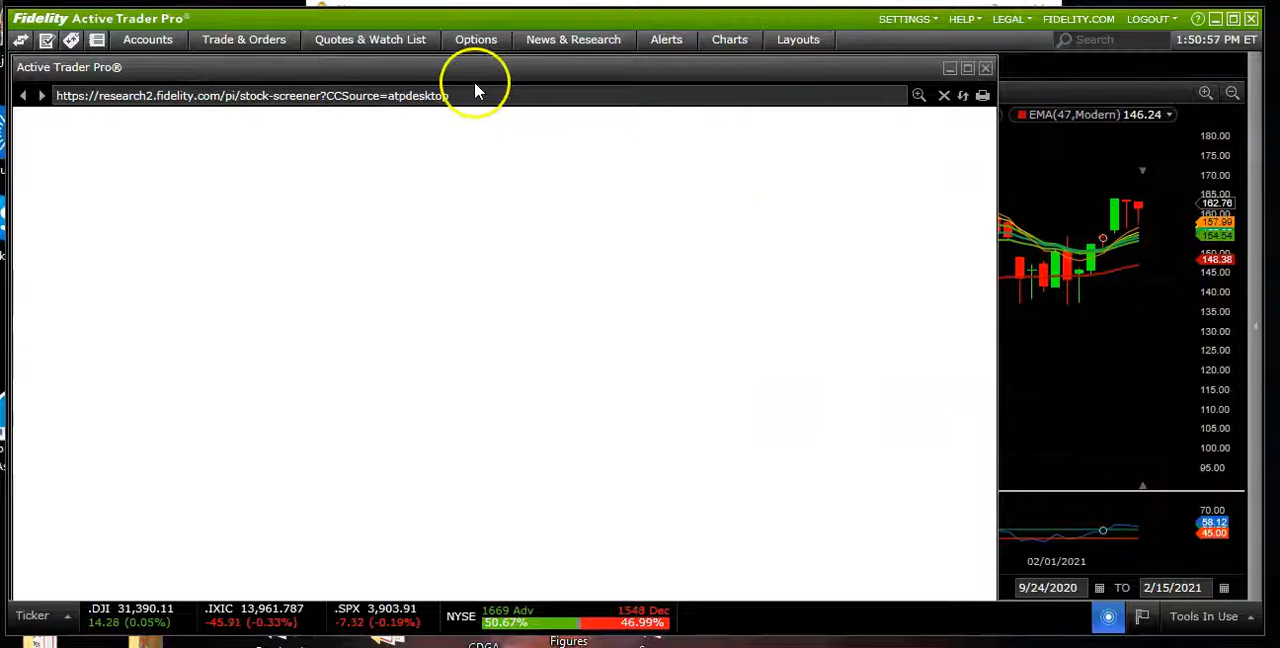 Fidelity Active Trader Pro®
SETTINGS HELP LEGAL FIDELITY.COM LOGOUT ?
Accounts Trade & Orders Quotes & Watch List Options News & Research Alerts Charts Layouts Search 1:50:57 PM ET
Active Trader Pro®
https://research2.fidelity.com/pi/stock-screener?CCSource=atpdesktop
EMA(47,Modern) 146.24
180.00
175.00
170.00
165.00
162.76
160.00
157.99
154.54
150.00
148.38
145.00
140.00
135.00
130.00
125.00
120.00
115.00
110.00
105.00
100.00
95.00
70.00
58.12
45.00
02/01/2021
9/24/2020 TO 2/15/2021
Ticker
.DJI 31,390.11
14.28 (0.05%)
.IXIC 13,961.787
-45.91 (-0.33%)
.SPX 3,903.91
-7.32 (-0.19%)
NYSE
1669 Adv 1548 Dec
50.67% 46.99%
Tools In Use
Figures
CDGA